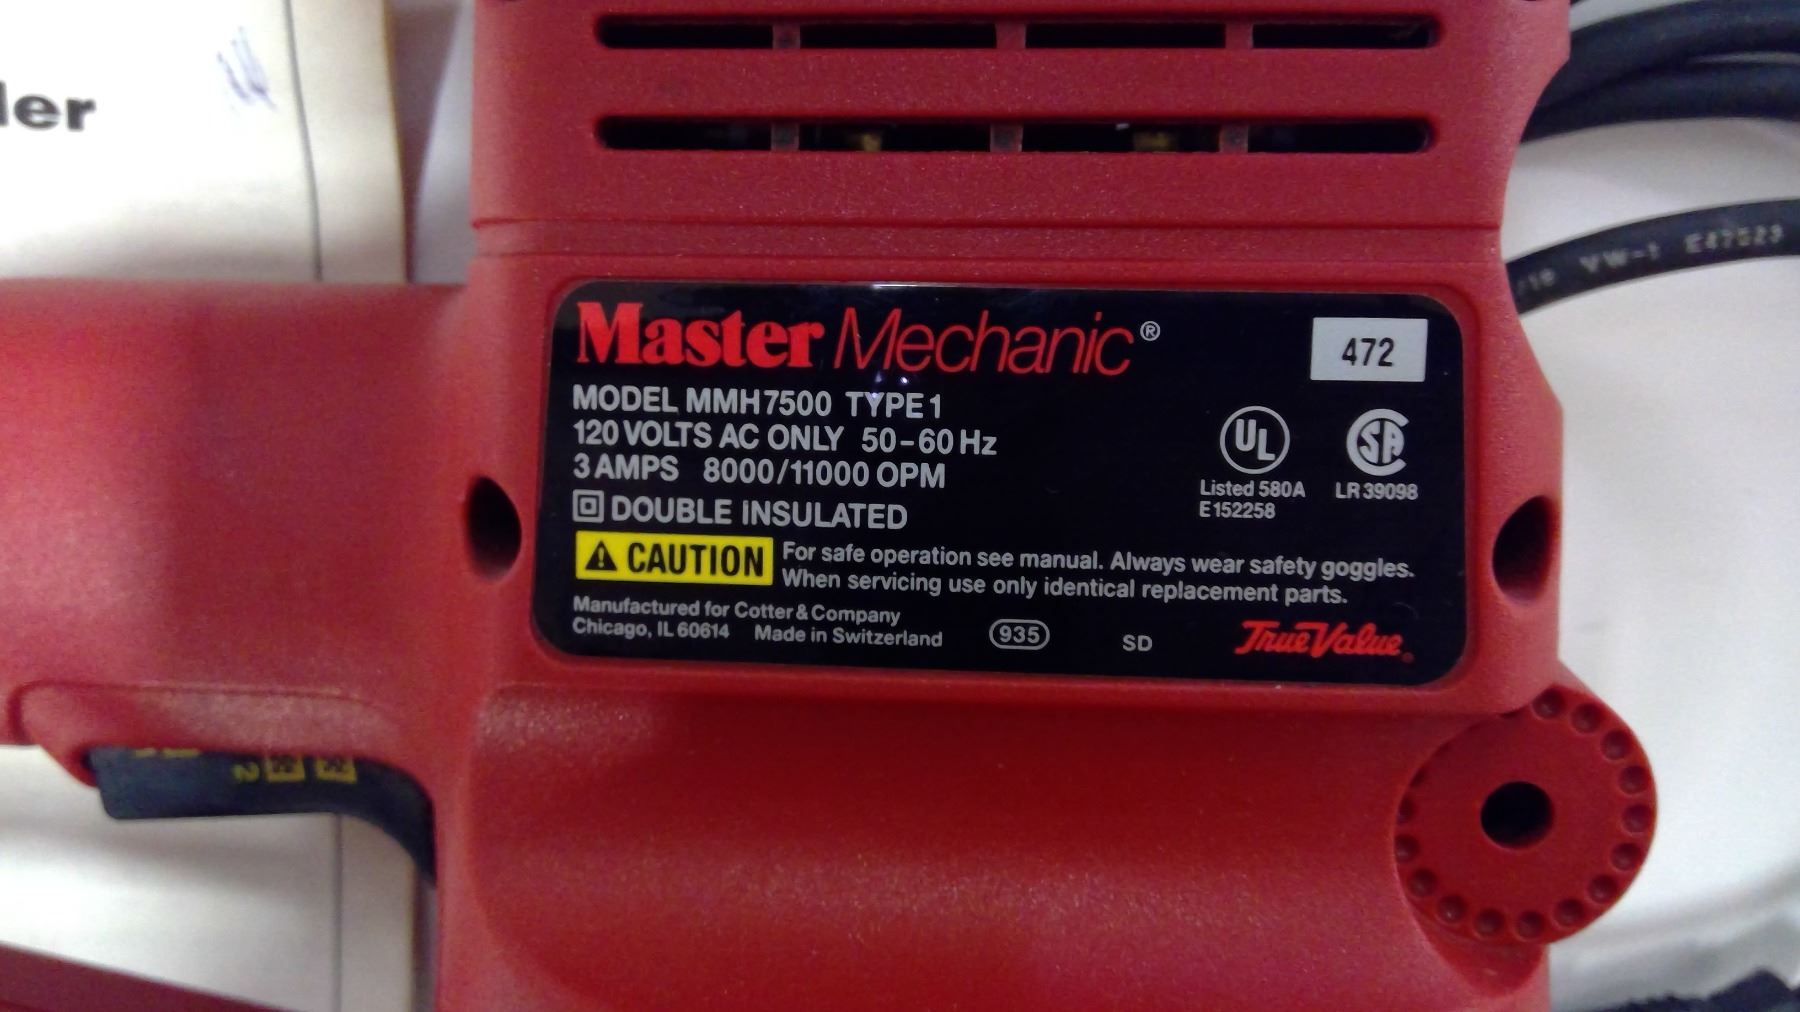 ler
VW-1 E47523
Master Mechanic®
472
MODEL MMH7500 TYPE 1
120 VOLTS AC ONLY 50-60 Hz
3 AMPS 8000/11000 OPM
DOUBLE INSULATED
UL
SA
Listed 580A
E152258
LR 39098
CAUTION
For safe operation see manual. Always wear safety goggles.
When servicing use only identical replacement parts.
Manufactured for Cotter & Company
Chicago, IL 60614 Made in Switzerland
935
SD
True Value®
2